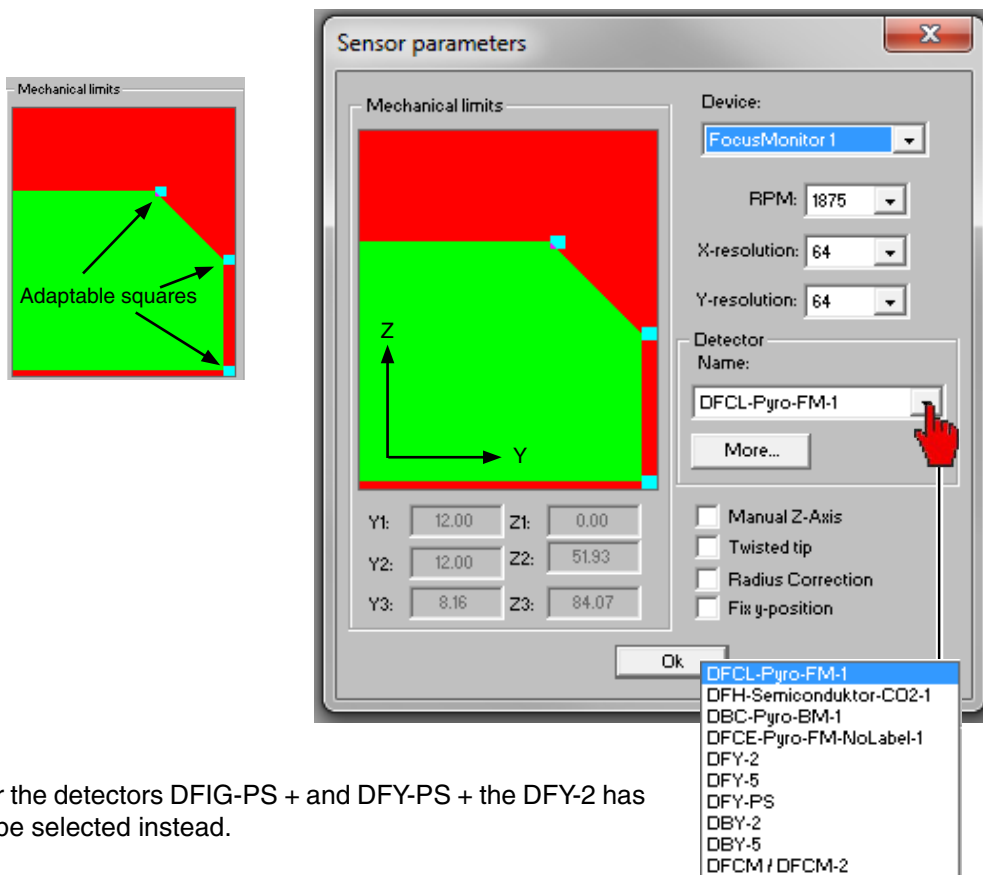 Mechanical limits
Adaptable squares
Sensor parameters
Mechanical limits
Z
Y
Y1: 12.00 Z1: 0.00
Y2: 12.00 Z2: 51.93
Y3: 8.16 Z3: 84.07
Device:
FocusMonitor 1
RPM: 1875
X-resolution: 64
Y-resolution: 64
Detector
Name:
DFCL-Pyro-FM-1
More...
Manual Z-Axis
Twisted tip
Radius Correction
Fix y-position
Ok
DFCL-Pyro-FM-1
DFH-Semiconduktor-CO2-1
DBC-Pyro-BM-1
DFCE-Pyro-FM-NoLabel-1
DFY-2
DFY-5
DFY-PS
DBY-2
DBY-5
DFCM / DFCM-2
r the detectors DFIG-PS + and DFY-PS + the DFY-2 has
be selected instead.